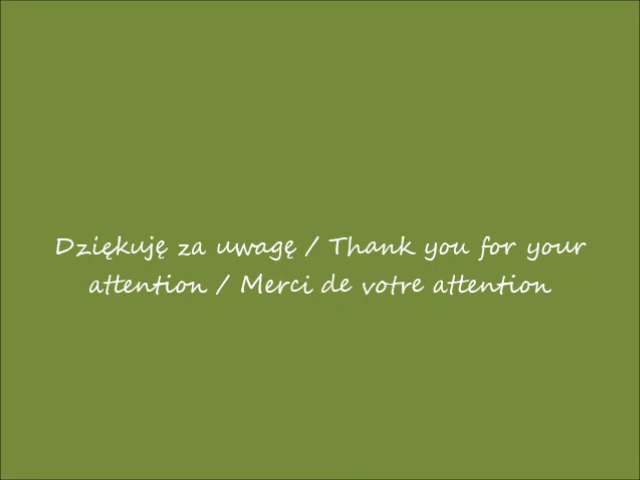 Dziękuję za uwagę / Thank you for your
attention / Merci de votre attention